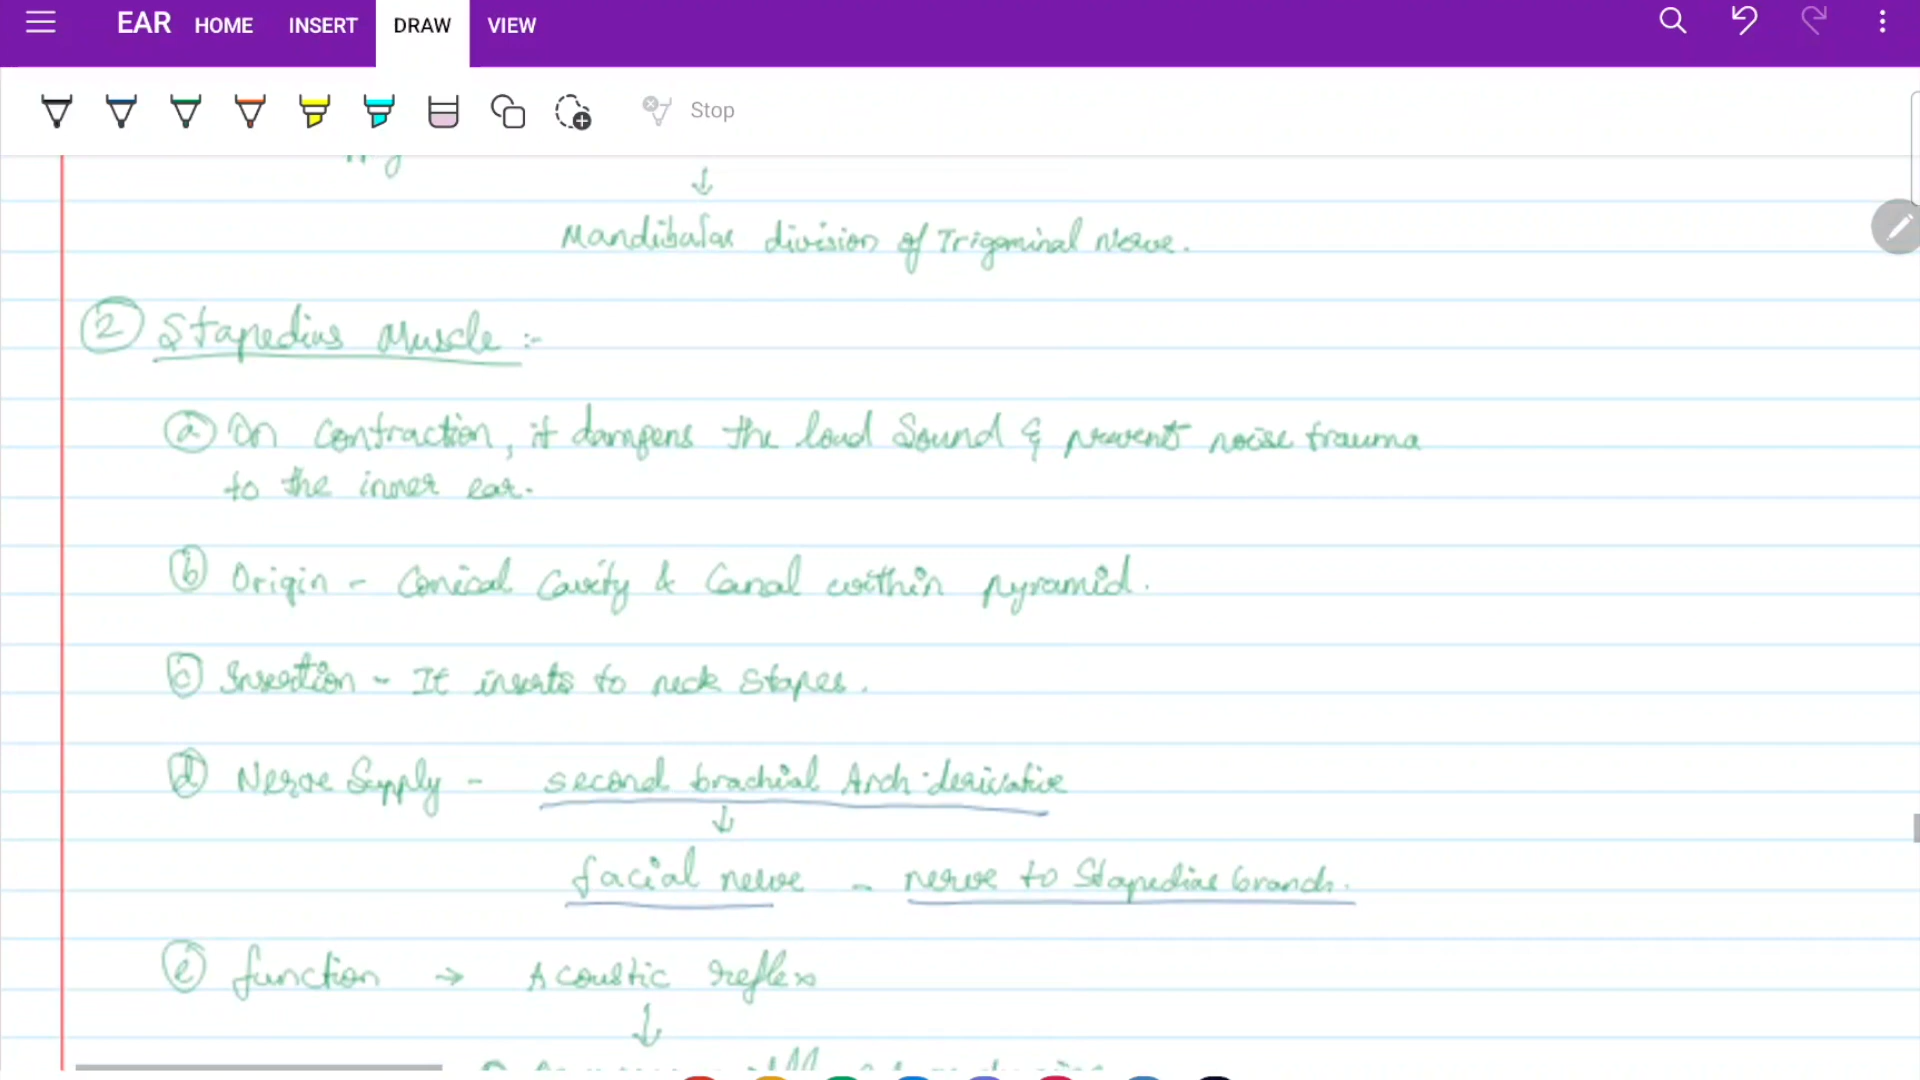 EAR HOME INSERT DRAW VIEW
Stop
↓
Mandibular division of Trigeminal Nerve.
② Stapedius Muscle :-
ⓐ On contraction, it dampens the loud sound & prevent noise trauma
to the inner ear.
ⓑ Origin - Conical Cavity & Canal within pyramid.
ⓒ Insertion - It inserts to neck stapes.
ⓓ Nerve Supply - second brachial Arch derivative
↓
facial nerve - nerve to Stapedius branch.
ⓔ function → Acoustic reflex
↓